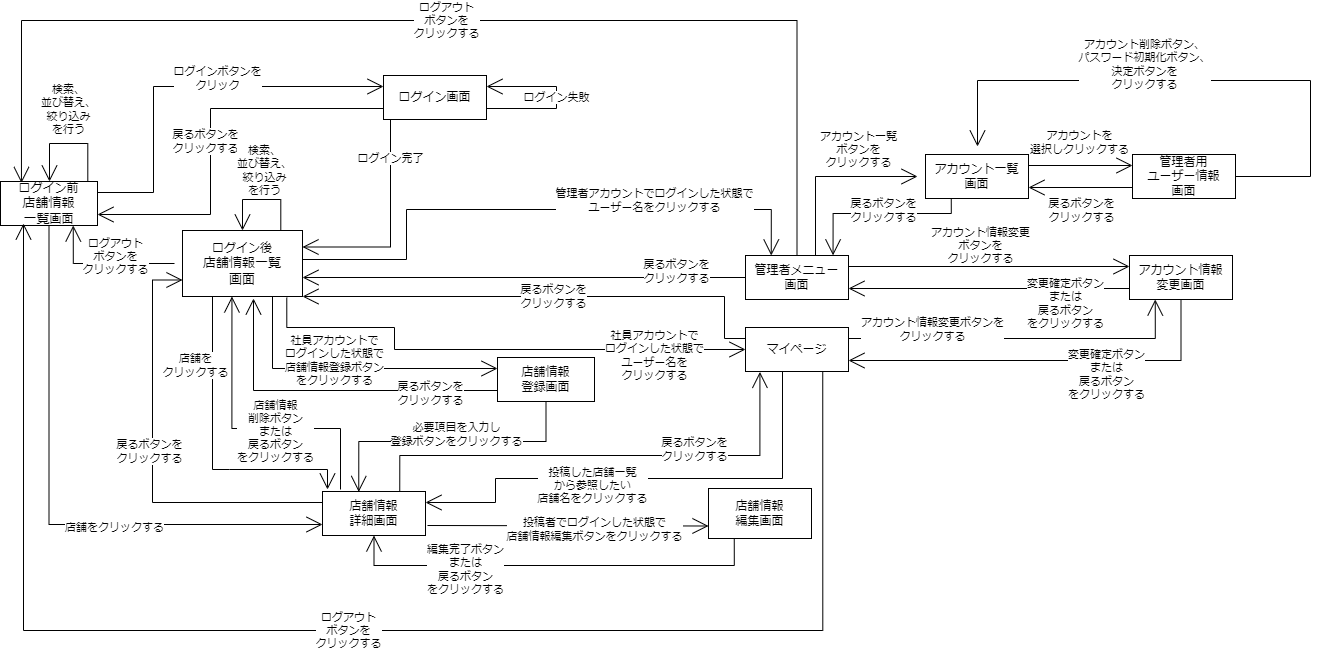 ログアウト
ボタンを
クリックする
アカウント削除ボタン、
パスワード初期化ボタン、
決定ボタンを
クリックする
検索、
並び替え、
絞り込み
を行う
ログインボタンを
クリック
ログイン画面
ログイン失敗
戻るボタンを
クリックする
検索、
並び替え、
絞り込み
を行う
ログイン完了
アカウント一覧
ボタンを
クリックする
アカウント一覧
画面
アカウントを
選択しクリックする
管理者用
ユーザー情報
画面
戻るボタンを
クリックする
戻るボタンを
クリックする
ログイン前
店舗情報
一覧画面
管理者アカウントでログインした状態で
ユーザー名をクリックする
ログアウト
ボタンを
クリックする
ログイン後
店舗情報一覧
画面
アカウント情報変更
ボタンを
クリックする
戻るボタンを
クリックする
管理者メニュー
画面
アカウント情報
変更画面
変更確定ボタン
または
戻るボタン
をクリックする
戻るボタンを
クリックする
アカウント情報変更ボタンを
クリックする
社員アカウントで
ログインした状態で
ユーザー名を
クリックする
マイページ
変更確定ボタン
または
戻るボタン
をクリックする
店舗を
クリックする
社員アカウントで
ログインした状態で
店舗情報登録ボタン
をクリックする
店舗情報
登録画面
戻るボタンを
クリックする
店舗情報
削除ボタン
または
戻るボタン
をクリックする
必要項目を入力し
登録ボタンをクリックする
戻るボタンを
クリックする
戻るボタンを
クリックする
投稿した店舗一覧
から参照したい
店舗名をクリックする
店舗情報
詳細画面
店舗情報
編集画面
店舗をクリックする
投稿者でログインした状態で
店舗情報編集ボタンをクリックする
編集完了ボタン
または
戻るボタン
をクリックする
ログアウト
ボタンを
クリックする